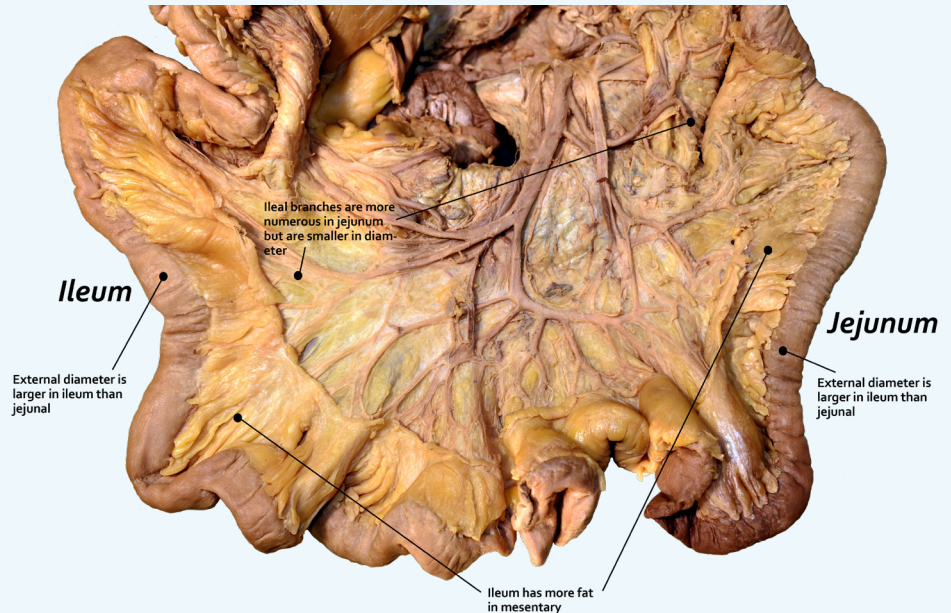 Ileal branches are more
numerous in jejunum
but are smaller in diam-
eter
Ileum
Jejunum
External diameter is
larger in ileum than
jejunal
External diameter is
larger in ileum than
jejunal
Ileum has more fat
in mesentary